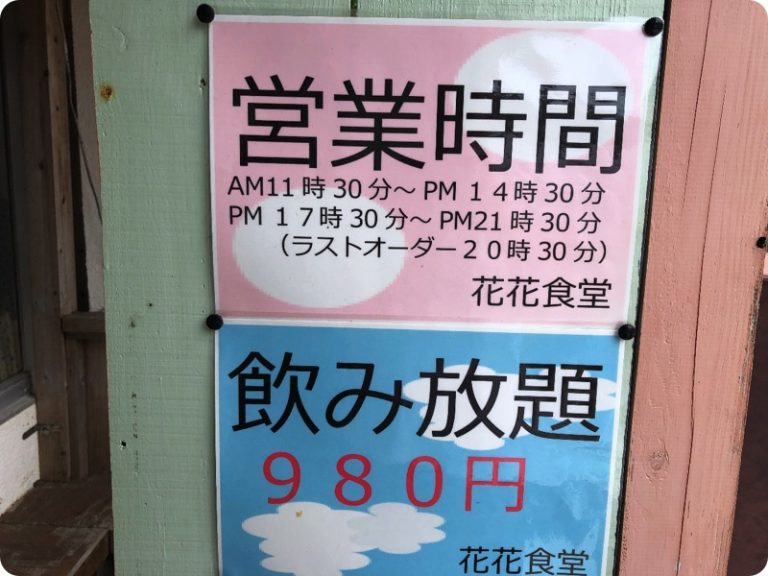 営業時間
AM11時30分～PM１４時30分
PM１７時30分～PM21時30分
（ラストオーダー２０時30分）
花花食堂
飲み放題
９８０円
花花食堂